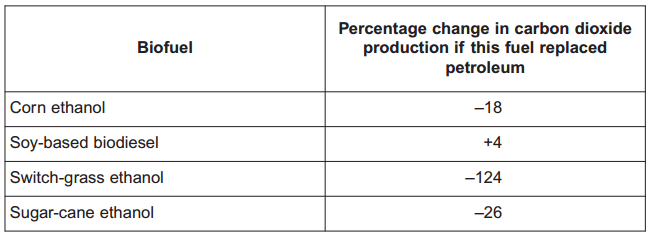 Biofuel
Percentage change in carbon dioxide
production if this fuel replaced
petroleum
Corn ethanol –18
Soy-based biodiesel +4
Switch-grass ethanol –124
Sugar-cane ethanol –26